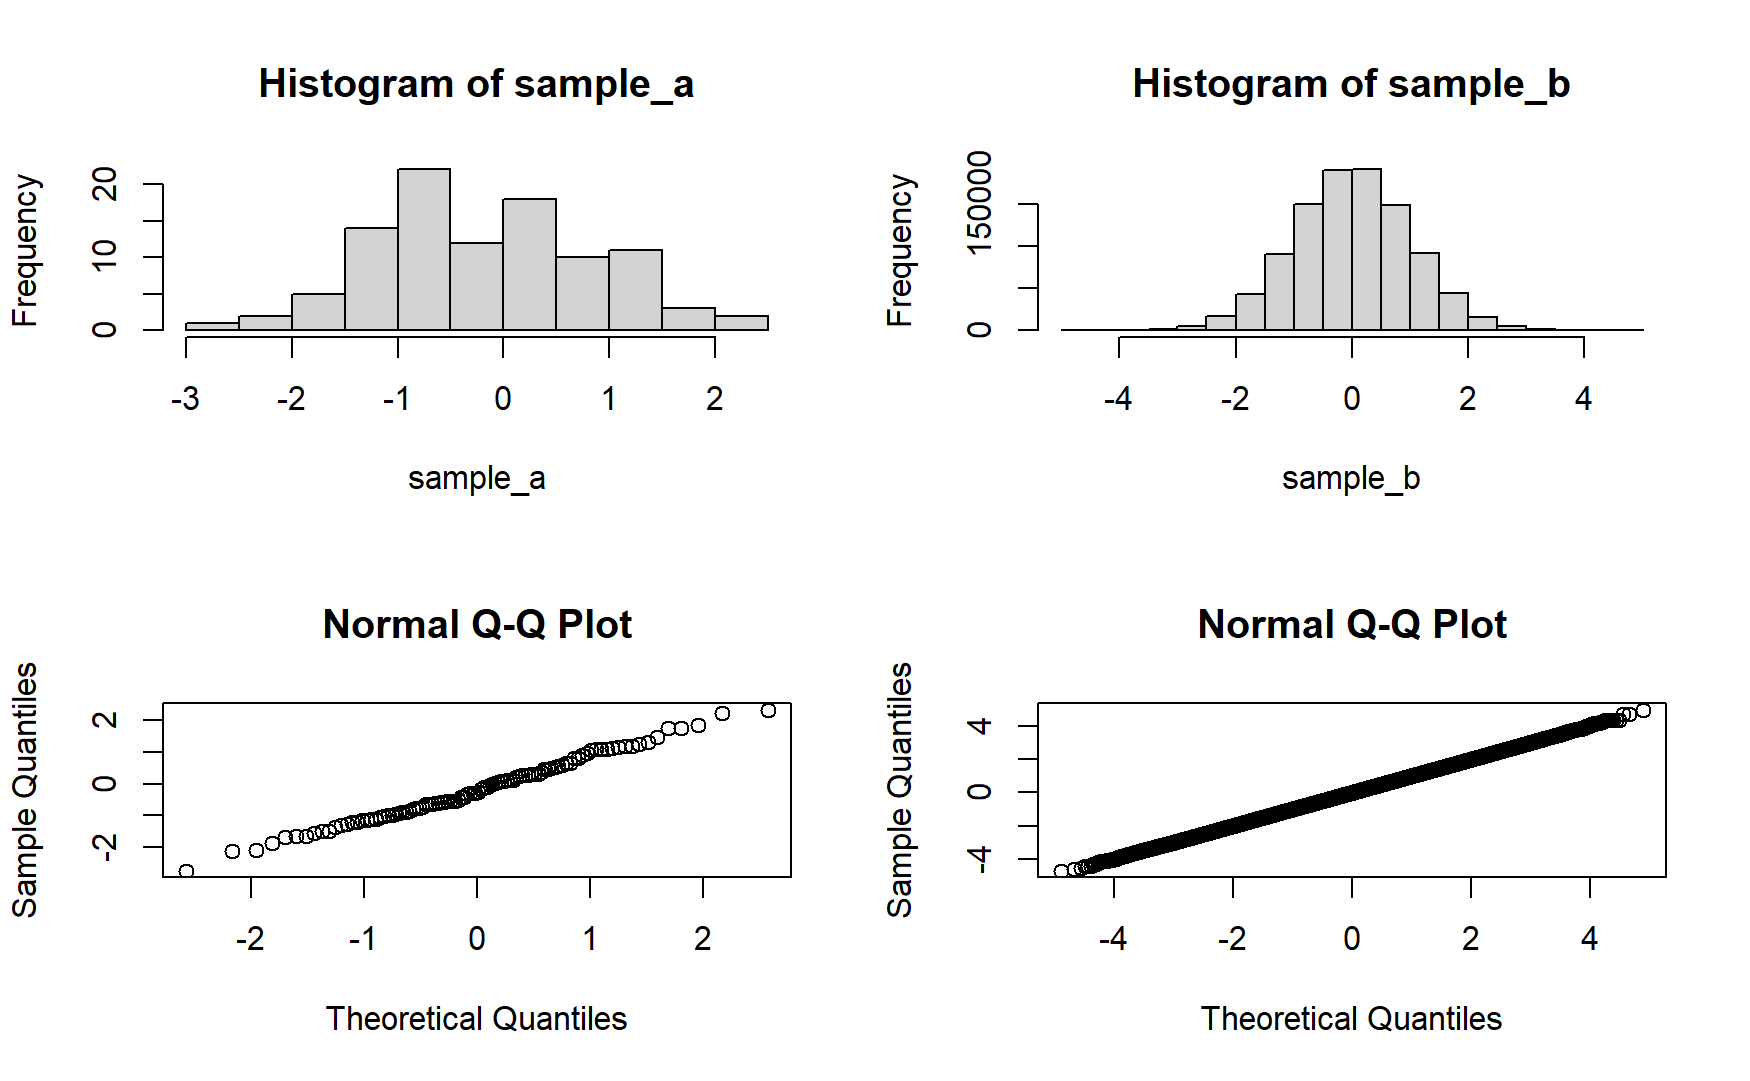 Histogram of sample_a
Frequency
20
10
0
-3 -2 -1 0 1 2
sample_a
Histogram of sample_b
Frequency
150000
0
-4 -2 0 2 4
sample_b
Normal Q-Q Plot
Sample Quantiles
2
0
-2
-2 -1 0 1 2
Theoretical Quantiles
Normal Q-Q Plot
Sample Quantiles
4
0
-4
-4 -2 0 2 4
Theoretical Quantiles